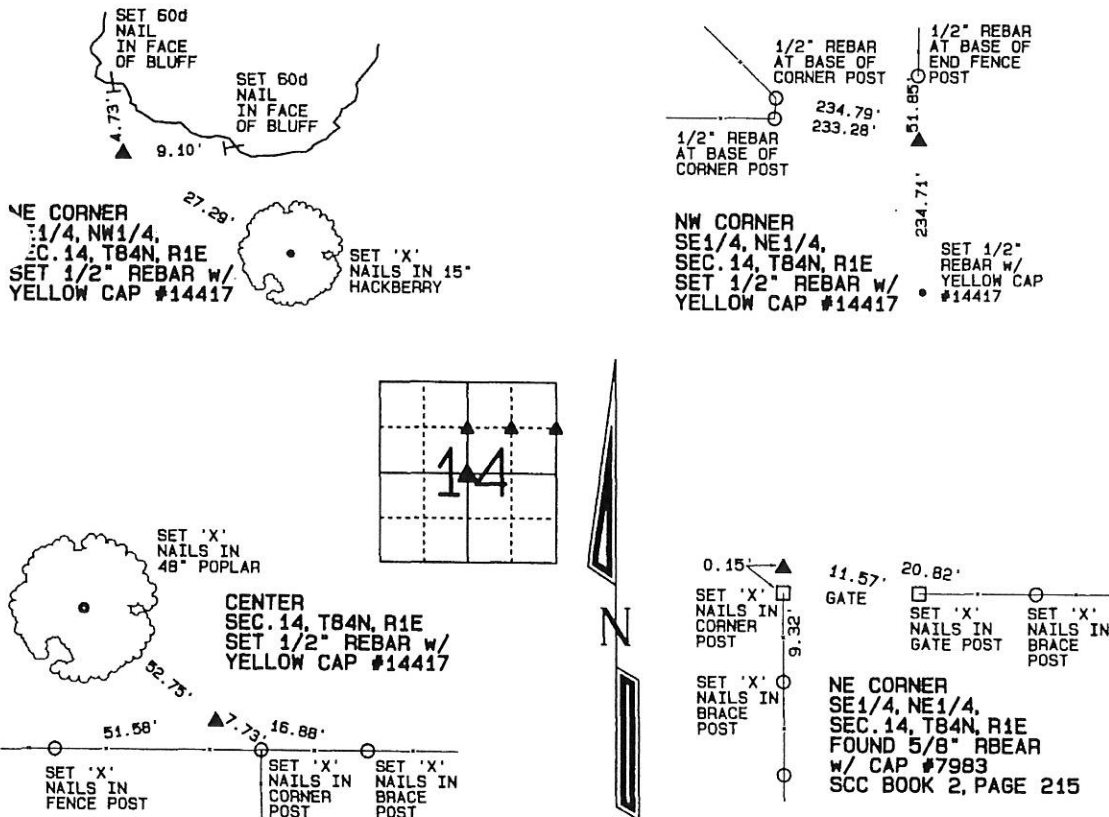 SET 60d
NAIL
IN FACE
OF BLUFF
SET 60d
NAIL
IN FACE
OF BLUFF
4.73'
9.10'
27.29'
NE CORNER
1/4, NW1/4,
EC.14, T84N, R1E
SET 1/2" REBAR W/
YELLOW CAP #14417
SET 'X'
NAILS IN 15"
HACKBERRY
1/2" REBAR
AT BASE OF
CORNER POST
1/2" REBAR
AT BASE OF
END FENCE
POST
234.79'
233.28'
51.85'
1/2" REBAR
AT BASE OF
CORNER POST
234.71'
NW CORNER
SE1/4, NE1/4,
SEC.14, T84N, R1E
SET 1/2" REBAR W/
YELLOW CAP #14417
SET 1/2"
REBAR W/
YELLOW CAP
#14417
14
N
SET 'X'
NAILS IN
48" POPLAR
CENTER
SEC.14, T84N, R1E
SET 1/2" REBAR W/
YELLOW CAP #14417
52.75'
51.58'
7.73'
16.88'
SET 'X'
NAILS IN
FENCE POST
SET 'X'
NAILS IN
CORNER
POST
SET 'X'
NAILS IN
BRACE
POST
0.15'
11.57'
GATE
20.82'
SET 'X'
NAILS IN
CORNER
POST
9.32'
SET 'X'
NAILS IN
GATE POST
SET 'X'
NAILS IN
BRACE
POST
SET 'X'
NAILS IN
BRACE
POST
NE CORNER
SE1/4, NE1/4,
SEC.14, T84N, R1E
FOUND 5/8" RBEAR
W/ CAP #7983
SCC BOOK 2, PAGE 215